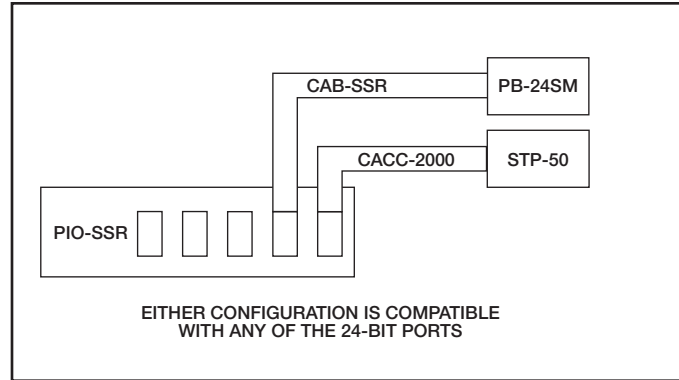 CAB-SSR
PB-24SM
CACC-2000
STP-50
PIO-SSR
EITHER CONFIGURATION IS COMPATIBLE
WITH ANY OF THE 24-BIT PORTS